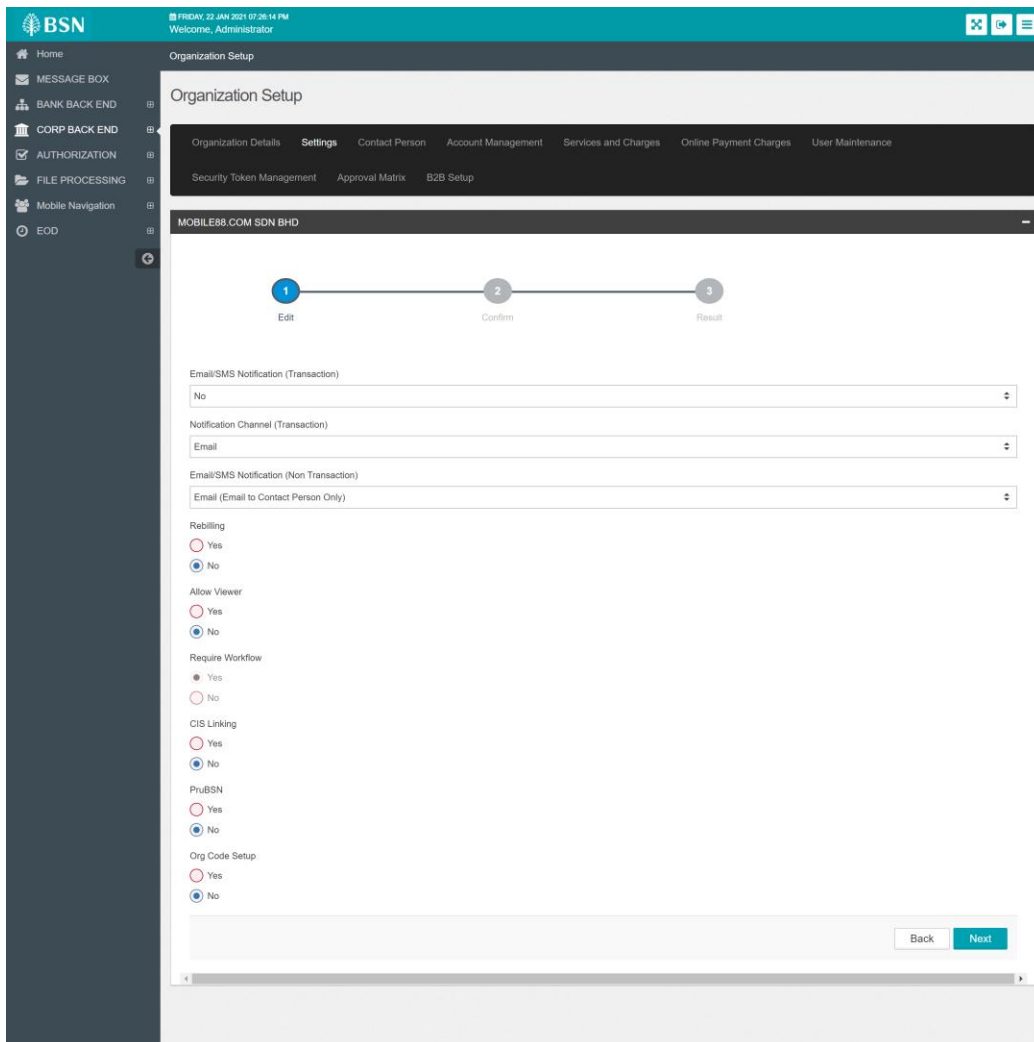 BSN
FRIDAY, 22 JAN 2021 07:26:14 PM
Welcome, Administrator
Home
MESSAGE BOX
BANK BACK END
CORP BACK END
AUTHORIZATION
FILE PROCESSING
Mobile Navigation
EOD
Organization Setup
Organization Setup
Organization Details Settings Contact Person Account Management Services and Charges Online Payment Charges User Maintenance
Security Token Management Approval Matrix B2B Setup
MOBILE88.COM SDN BHD
1 2 3
Edit Confirm Result
Email/SMS Notification (Transaction)
No
Notification Channel (Transaction)
Email
Email/SMS Notification (Non Transaction)
Email (Email to Contact Person Only)
Rebilling
Yes
No
Allow Viewer
Yes
No
Require Workflow
Yes
No
CIS Linking
Yes
No
PruBSN
Yes
No
Org Code Setup
Yes
No
Back Next